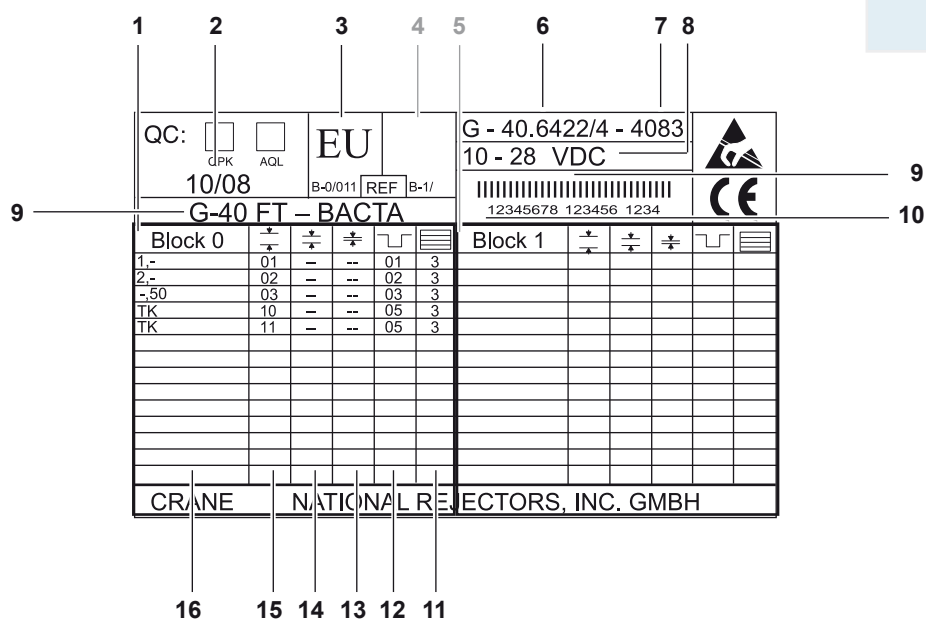 1 2 3 4 5 6 7 8
QC: CPK AQL EU
G - 40.6422/4 - 4083
10 - 28 VDC
9
10/08 B-0/011 REF B-1/
CE
12345678 123456 1234
10
9 G-40 FT – BACTA
Block 0
Block 1
1,- 01 – -- 01 3
2,- 02 – -- 02 3
-,50 03 – -- 03 3
TK 10 – -- 05 3
TK 11 – -- 05 3
CRANE NATIONAL REJECTORS, INC. GMBH
16 15 14 13 12 11